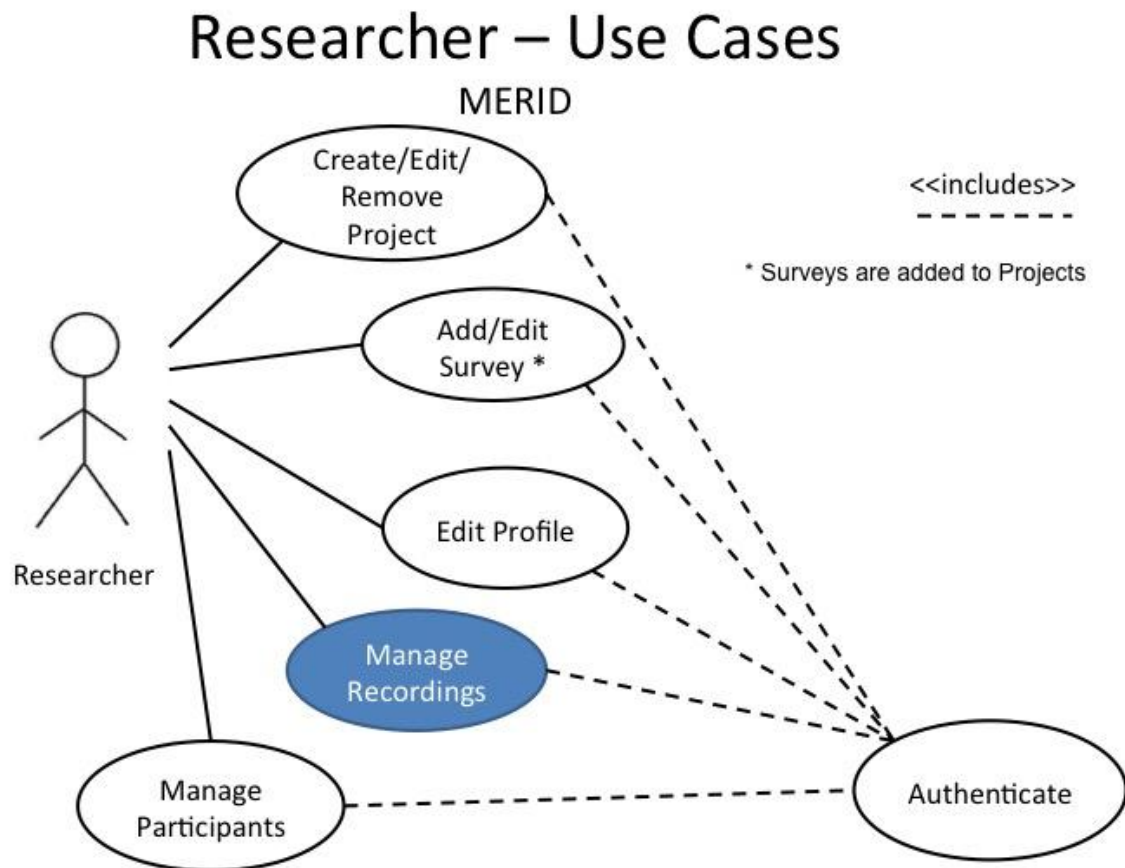 Researcher – Use Cases
MERID
Create/Edit/
Remove
Project
<<includes>>
* Surveys are added to Projects
Add/Edit
Survey *
Edit Profile
Researcher
Manage
Recordings
Manage
Participants
Authenticate